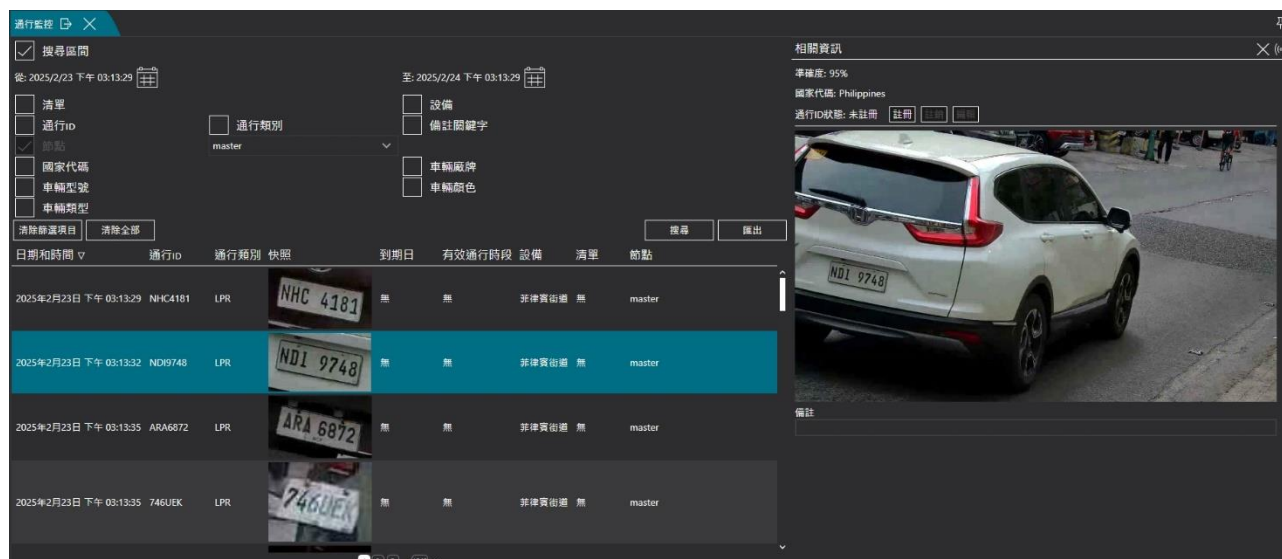 通行監控
搜尋區間
從: 2025/2/23 下午 03:13:29
至: 2025/2/24 下午 03:13:29
清單
設備
通行ID
通行類別
備註關鍵字
節點
master
國家代碼
車輛廠牌
車輛型號
車輛顏色
車輛類型
清除篩選項目
清除全部
搜尋
匯出
日期和時間 通行ID 通行類別 快照 到期日 有效通行時段 設備 清單 節點
2025年2月23日 下午 03:13:29 NHC4181 LPR NHC 4181 無 無 菲律賓街道 無 master
2025年2月23日 下午 03:13:32 NDI9748 LPR NDI 9748 無 無 菲律賓街道 無 master
2025年2月23日 下午 03:13:35 ARA6872 LPR ARA 6872 無 無 菲律賓街道 無 master
2025年2月23日 下午 03:13:35 746UEK LPR 746UEK 無 無 菲律賓街道 無 master
相關資訊
準確度: 95%
國家代碼: Philippines
通行ID狀態: 未註冊 註冊 註銷
NDI 9748
備註